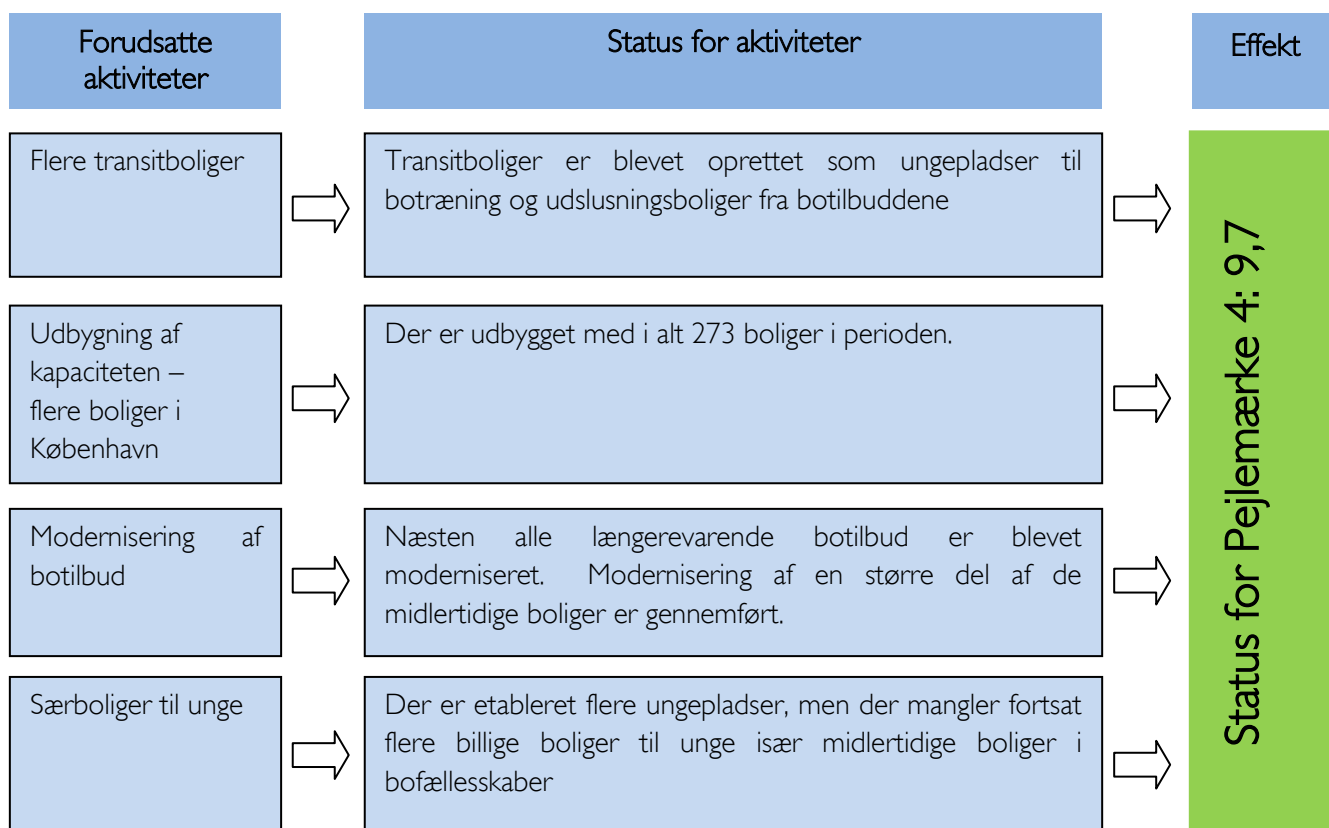 Forudsatte
aktiviteter
Status for aktiviteter
Effekt
Flere transitboliger
Transitboliger er blevet oprettet som ungepladser til
botræning og udslusningsboliger fra botilbuddene
Udbygning af
kapaciteten –
flere boliger i
København
Der er udbygget med i alt 273 boliger i perioden.
Modernisering af
botilbud
Næsten alle længerevarende botilbud er blevet
moderniseret. Modernisering af en større del af de
midlertidige boliger er gennemført.
Særboliger til unge
Der er etableret flere ungepladser, men der mangler fortsat
flere billige boliger til unge især midlertidige boliger i
bofællesskaber
Status for Pejlemærke 4: 9,7